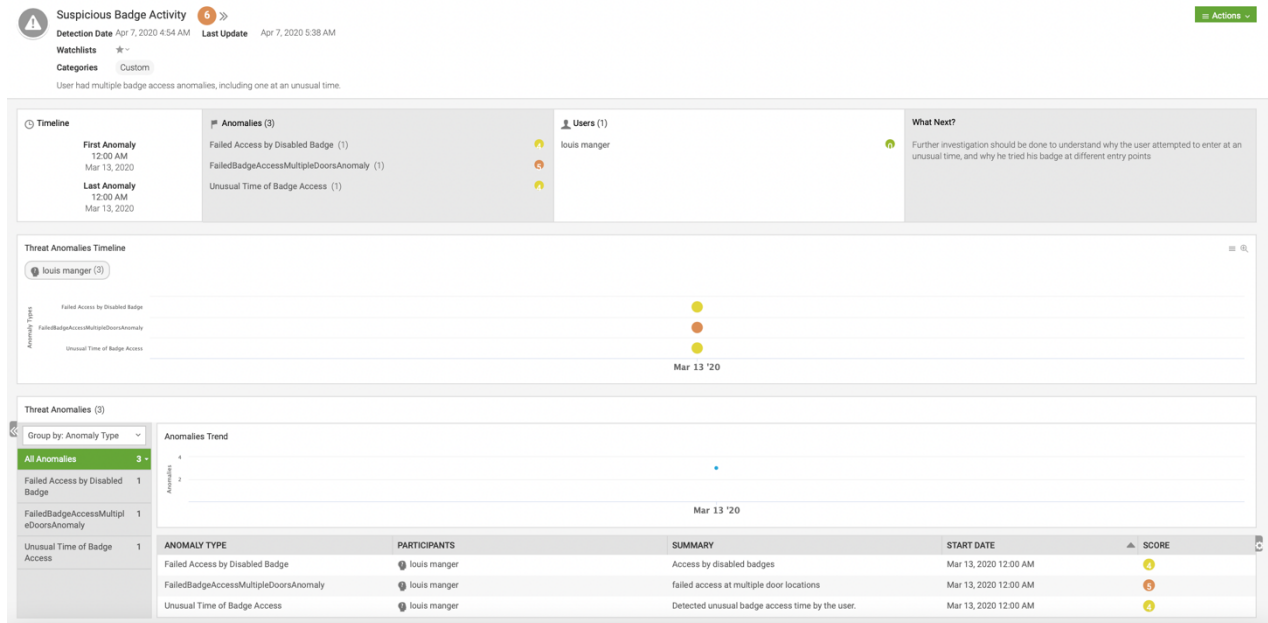 Suspicious Badge Activity 6
Actions
Detection Date Apr 7, 2020 4:54 AM Last Update Apr 7, 2020 5:38 AM
Watchlists
Categories Custom
User had multiple badge access anomalies, including one at an unusual time.
Timeline
First Anomaly
12:00 AM
Mar 13, 2020
Last Anomaly
12:00 AM
Mar 13, 2020
Anomalies (3)
Failed Access by Disabled Badge (1) 4
FailedBadgeAccessMultipleDoorsAnomaly (1) 5
Unusual Time of Badge Access (1) 4
Users (1)
louis manger 0
What Next?
Further investigation should be done to understand why the user attempted to enter at an
unusual time, and why he tried his badge at different entry points
Threat Anomalies Timeline
louis manger (3)
Anomaly Types
Failed Access by Disabled Badge
FailedBadgeAccessMultipleDoorsAnomaly
Unusual Time of Badge Access
Mar 13 '20
Threat Anomalies (3)
Group by: Anomaly Type
All Anomalies 3
Failed Access by Disabled 1
Badge
FailedBadgeAccessMultipl 1
eDoorsAnomaly
Unusual Time of Badge 1
Access
Anomalies Trend
Anomalies
4
2
Mar 13 '20
ANOMALY TYPE PARTICIPANTS SUMMARY START DATE SCORE
Failed Access by Disabled Badge louis manger Access by disabled badges Mar 13, 2020 12:00 AM 4
FailedBadgeAccessMultipleDoorsAnomaly louis manger failed access at multiple door locations Mar 13, 2020 12:00 AM 5
Unusual Time of Badge Access louis manger Detected unusual badge access time by the user. Mar 13, 2020 12:00 AM 4